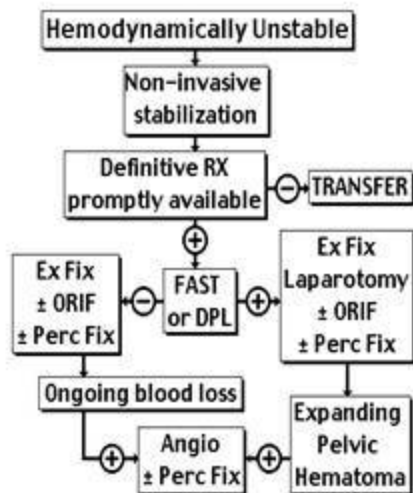 Hemodynamically Unstable
Non-invasive
stabilization
Definitive RX
promptly available
−
TRANSFER
+
Ex Fix
± ORIF
± Perc Fix
−
FAST
or DPL
+
Ex Fix
Laparotomy
± ORIF
± Perc Fix
Ongoing blood loss
+
Angio
± Perc Fix
+
Expanding
Pelvic
Hematoma